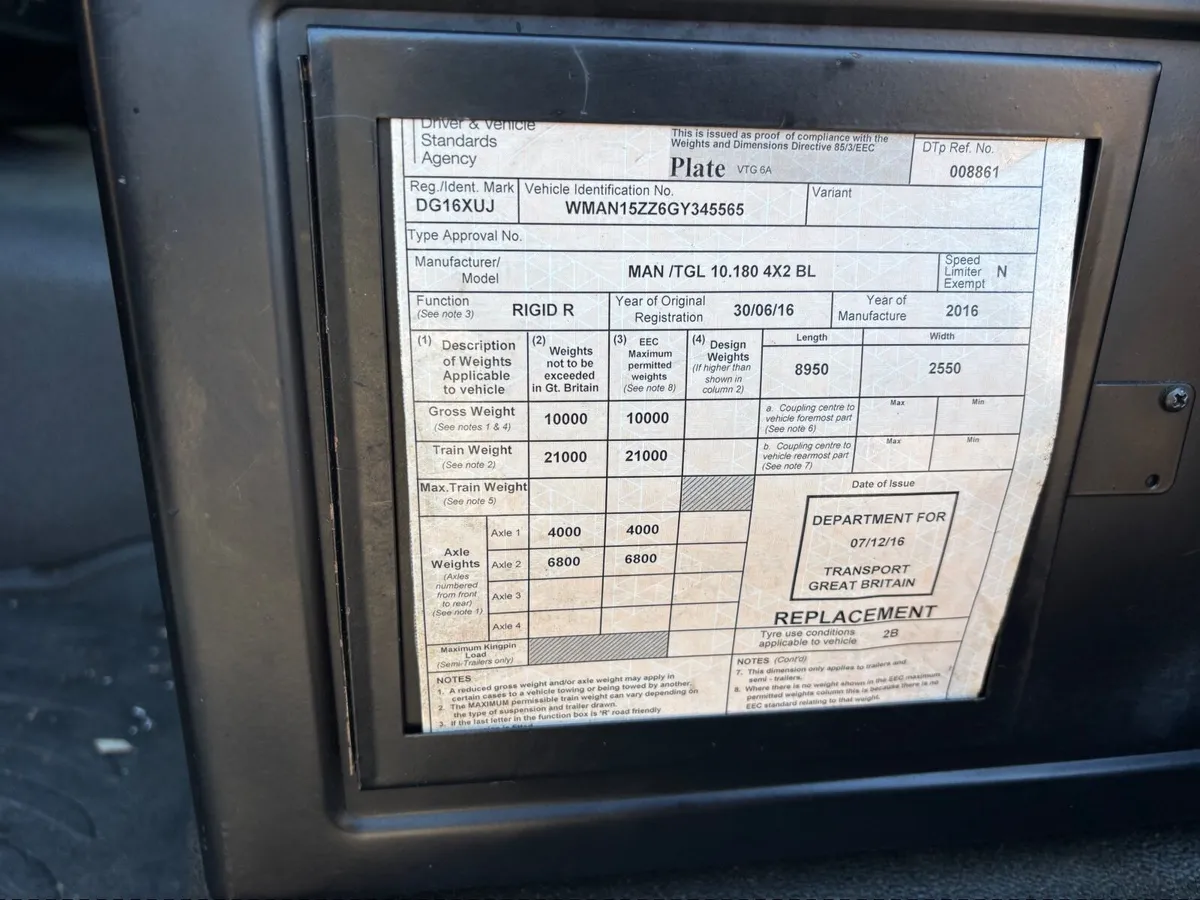 Driver & Vehicle
Standards
Agency
This is issued as proof of compliance with the
Weights and Dimensions Directive 85/3/EEC
Plate VTG 6A
DTp Ref. No.
008861
Reg./Ident. Mark
DG16XUJ
Vehicle Identification No.
WMAN15ZZ6GY345565
Variant
Type Approval No.
Manufacturer/
Model
MAN /TGL 10.180 4X2 BL
Speed
Limiter
Exempt
N
Function
(See note 3)
RIGID R
Year of Original
Registration
30/06/16
Year of
Manufacture
2016
(1) Description
of Weights
Applicable
to vehicle
(2) Weights
not to be
exceeded
in Gt. Britain
(3) EEC
Maximum
permitted
weights
(See note 8)
(4) Design
Weights
(If higher than
shown in
column 2)
Length
8950
Width
2550
Gross Weight
(See notes 1 & 4)
10000
10000
a. Coupling centre to
vehicle foremost part
(See note 6)
Max
Min
Train Weight
(See note 2)
21000
21000
b. Coupling centre to
vehicle rearmost part
(See note 7)
Max
Min
Max.Train Weight
(See note 5)
Axle
Weights
(Axles
numbered
from front
to rear)
(See note 1)
Axle 1
4000
4000
Axle 2
6800
6800
Axle 3
Axle 4
Maximum Kingpin
Load
(Semi-Trailers only)
Date of Issue
DEPARTMENT FOR
07/12/16
TRANSPORT
GREAT BRITAIN
REPLACEMENT
Tyre use conditions
applicable to vehicle
2B
NOTES
1. A reduced gross weight and/or axle weight may apply in
certain cases to a vehicle towing or being towed by another.
2. The MAXIMUM permissible train weight can vary depending on
the type of suspension and trailer drawn.
3. If the last letter in the function box is 'R' road friendly
NOTES (Cont'd)
7. This dimension only applies to trailers and
semi - trailers.
8. Where there is no weight shown in the EEC maximum
permitted weights column this is because there is no
EEC standard relating to that weight.